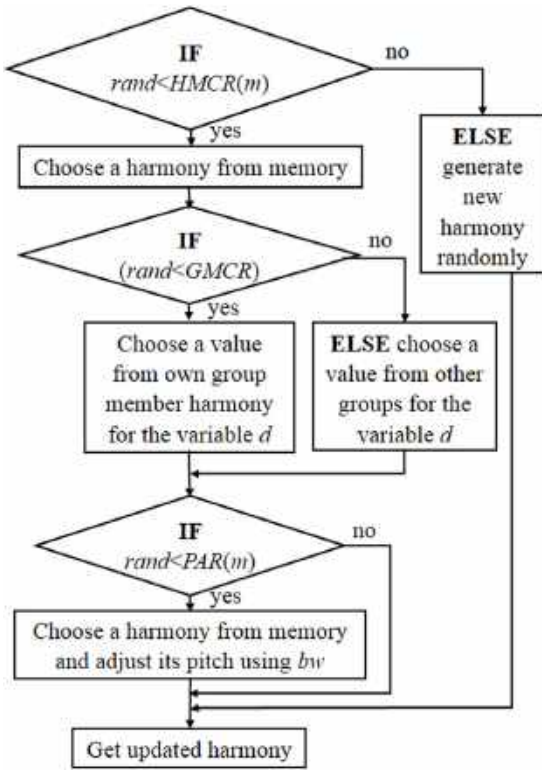 IF
rand<HMCR(m)
no
yes
Choose a harmony from memory
ELSE
generate
new
harmony
randomly
IF
(rand<GMCR)
no
yes
Choose a value
from own group
member harmony
for the variable d
ELSE choose a
value from other
groups for the
variable d
IF
rand<PAR(m)
no
yes
Choose a harmony from memory
and adjust its pitch using bw
Get updated harmony